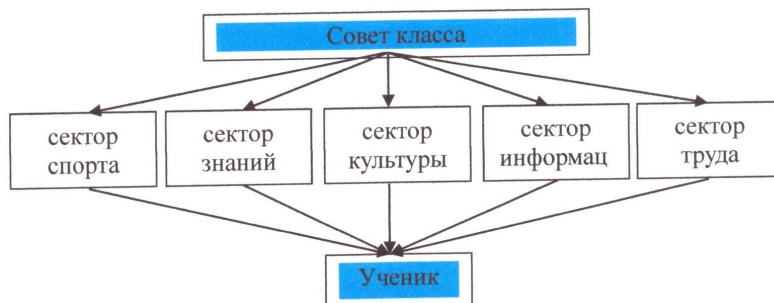 Совет класса
сектор
спорта
сектор
знаний
сектор
культуры
сектор
информац
сектор
труда
Ученик